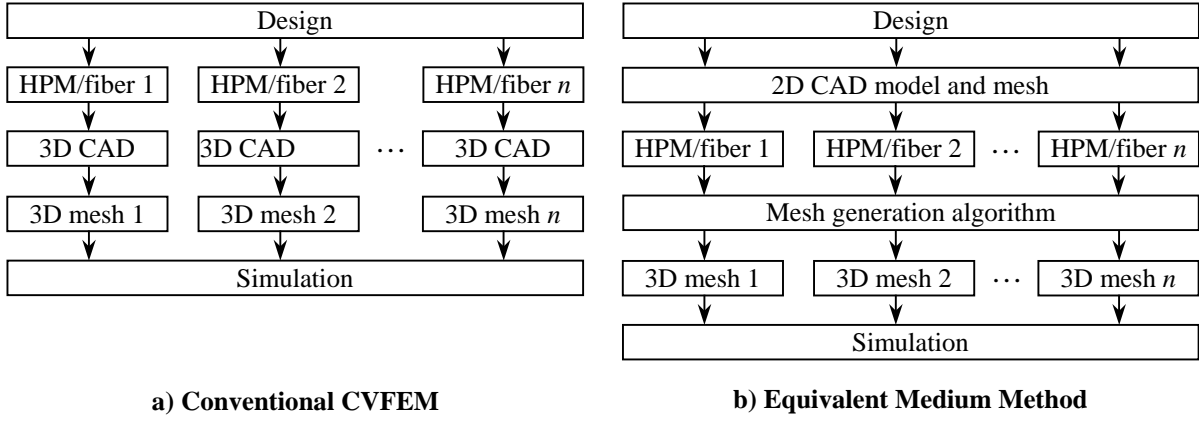 Design
HPM/fiber 1 HPM/fiber 2 HPM/fiber n
3D CAD 3D CAD … 3D CAD
3D mesh 1 3D mesh 2 3D mesh n
Simulation
a) Conventional CVFEM
Design
2D CAD model and mesh
HPM/fiber 1 HPM/fiber 2 … HPM/fiber n
Mesh generation algorithm
3D mesh 1 3D mesh 2 … 3D mesh n
Simulation
b) Equivalent Medium Method